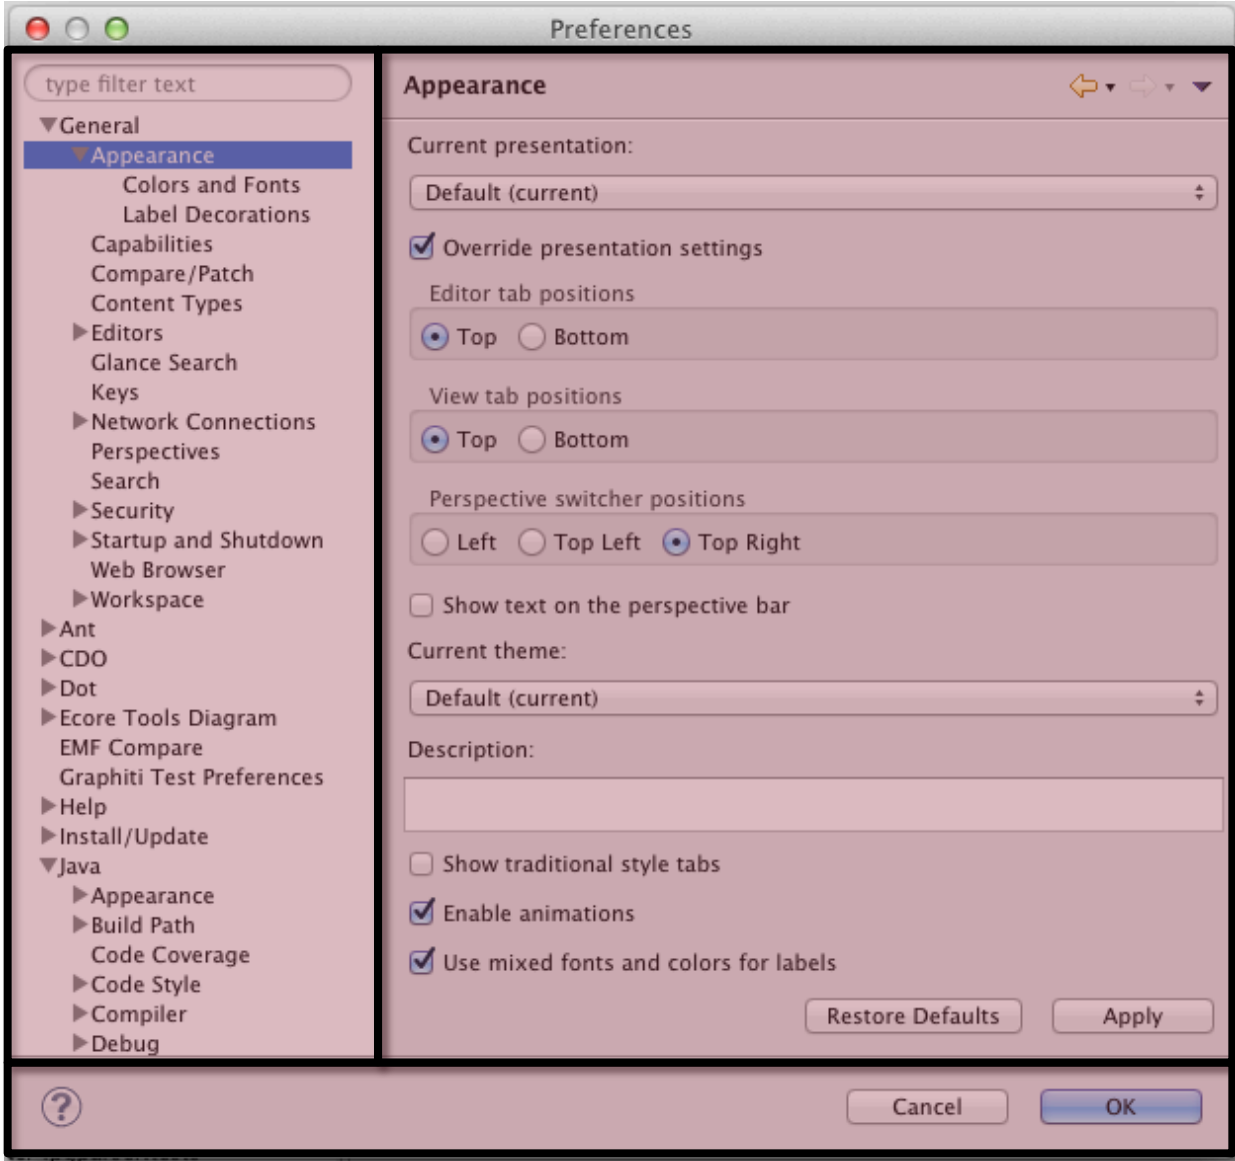 Preferences
type filter text
General
Appearance
Colors and Fonts
Label Decorations
Capabilities
Compare/Patch
Content Types
Editors
Glance Search
Keys
Network Connections
Perspectives
Search
Security
Startup and Shutdown
Web Browser
Workspace
Ant
CDO
Dot
Ecore Tools Diagram
EMF Compare
Graphiti Test Preferences
Help
Install/Update
Java
Appearance
Build Path
Code Coverage
Code Style
Compiler
Debug
Appearance
Current presentation:
Default (current)
Override presentation settings
Editor tab positions
Top Bottom
View tab positions
Top Bottom
Perspective switcher positions
Left Top Left Top Right
Show text on the perspective bar
Current theme:
Default (current)
Description:
Show traditional style tabs
Enable animations
Use mixed fonts and colors for labels
Restore Defaults Apply
? Cancel OK